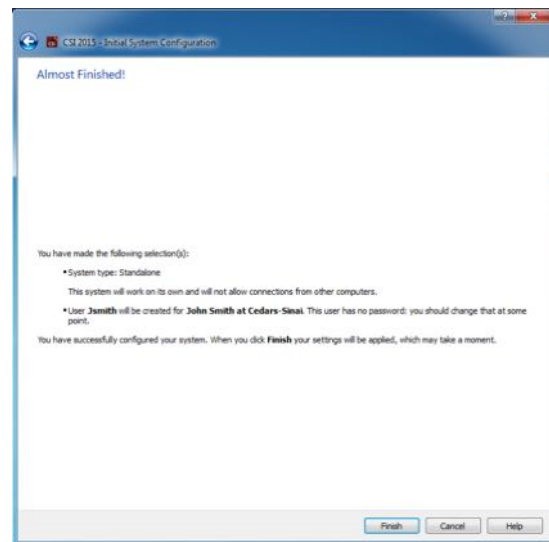 CSI 2015 - Initial System Configuration
Almost Finished!
You have made the following selection(s):
• System type: Standalone
This system will work on its own and will not allow connections from other computers.
• User Jsmith will be created for John Smith at Cedars-Sinai. This user has no password: you should change that at some
point.
You have successfully configured your system. When you click Finish your settings will be applied, which may take a moment.
Finish Cancel Help